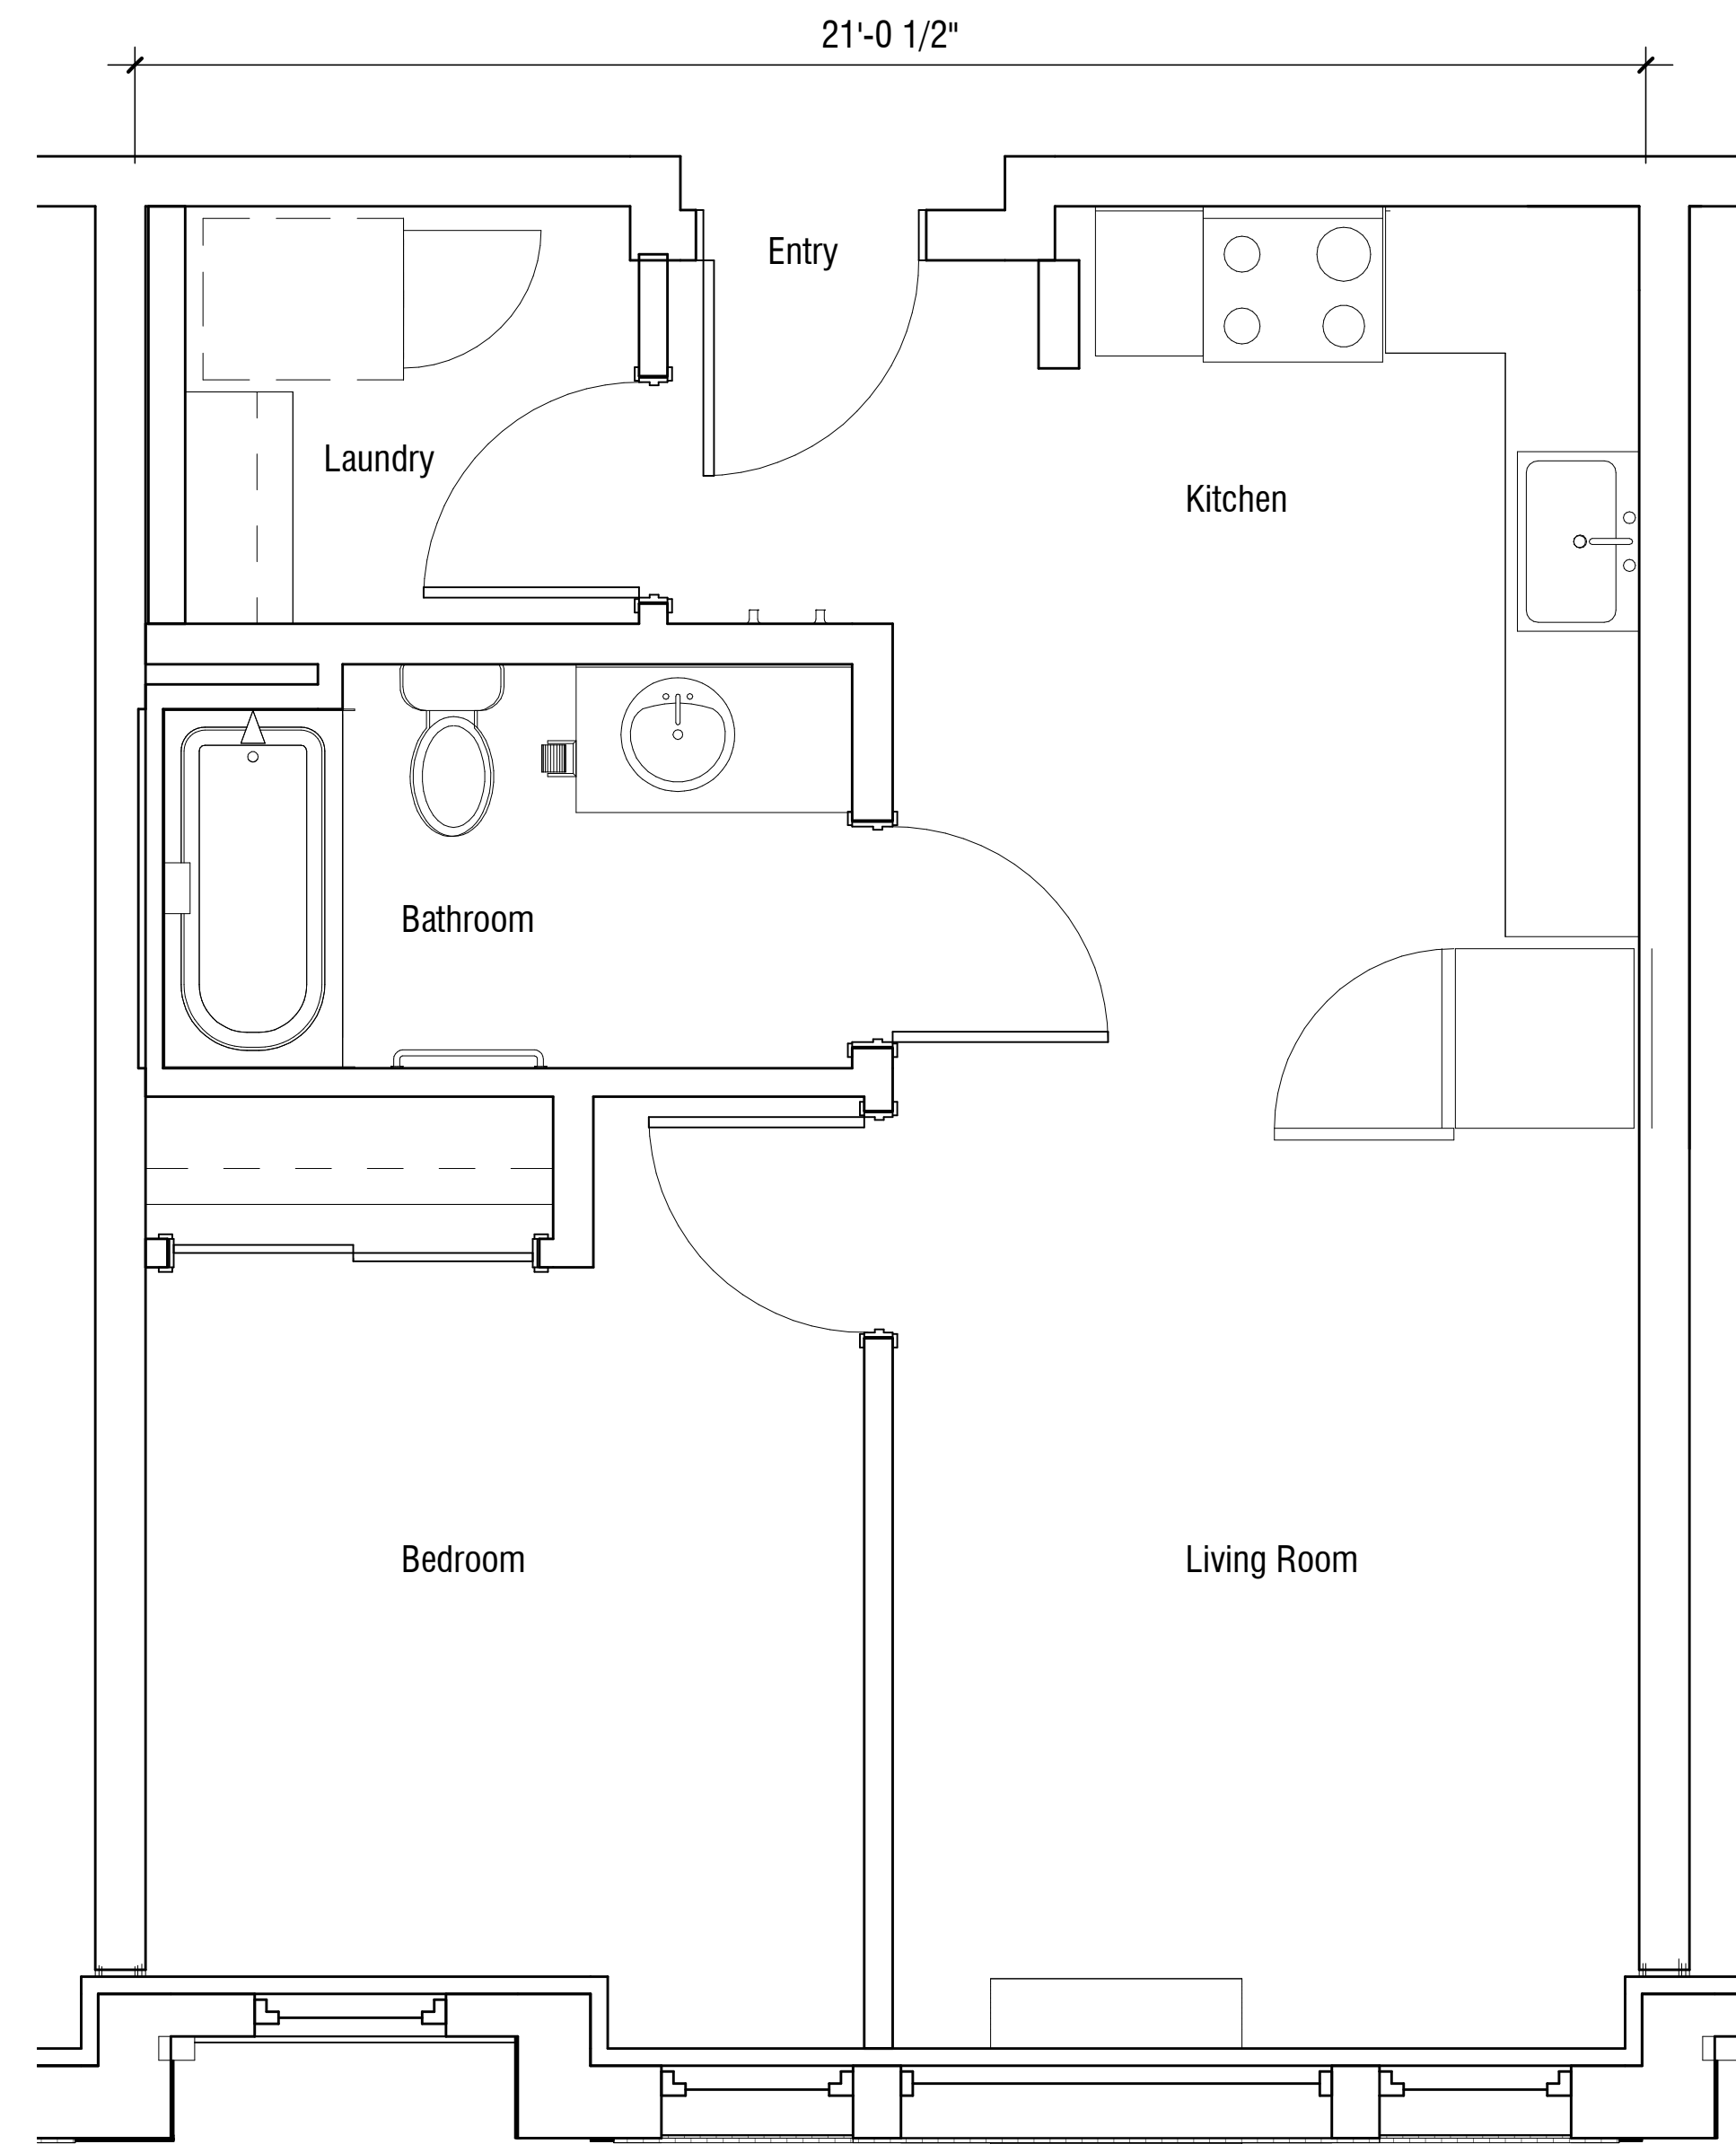 21'-0 1/2"
Entry
Laundry
Kitchen
Bathroom
Bedroom
Living Room